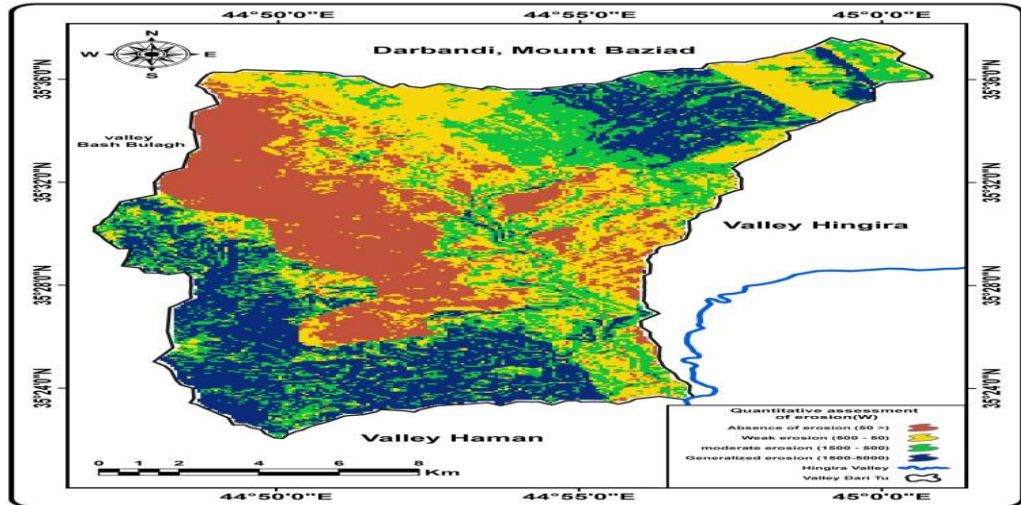 44°50'0"E 44°55'0"E 45°0'0"E
N
W E
S
Darbandi, Mount Baziad
35°36'0"N 35°36'0"N
valley
Bash Bulagh
35°32'0"N 35°32'0"N
Valley Hingira
35°28'0"N 35°28'0"N
35°24'0"N 35°24'0"N
Valley Haman
Quantitative assessment
of erosion(W)
Absence of erosion (50 >)
Weak erosion (500 - 50)
moderate erosion (1500 - 500)
Generalized erosion (1500-5000)
Hingira Valley
Valley Dari Tu
0 1 2 4 6 8
Km
44°50'0"E 44°55'0"E 45°0'0"E